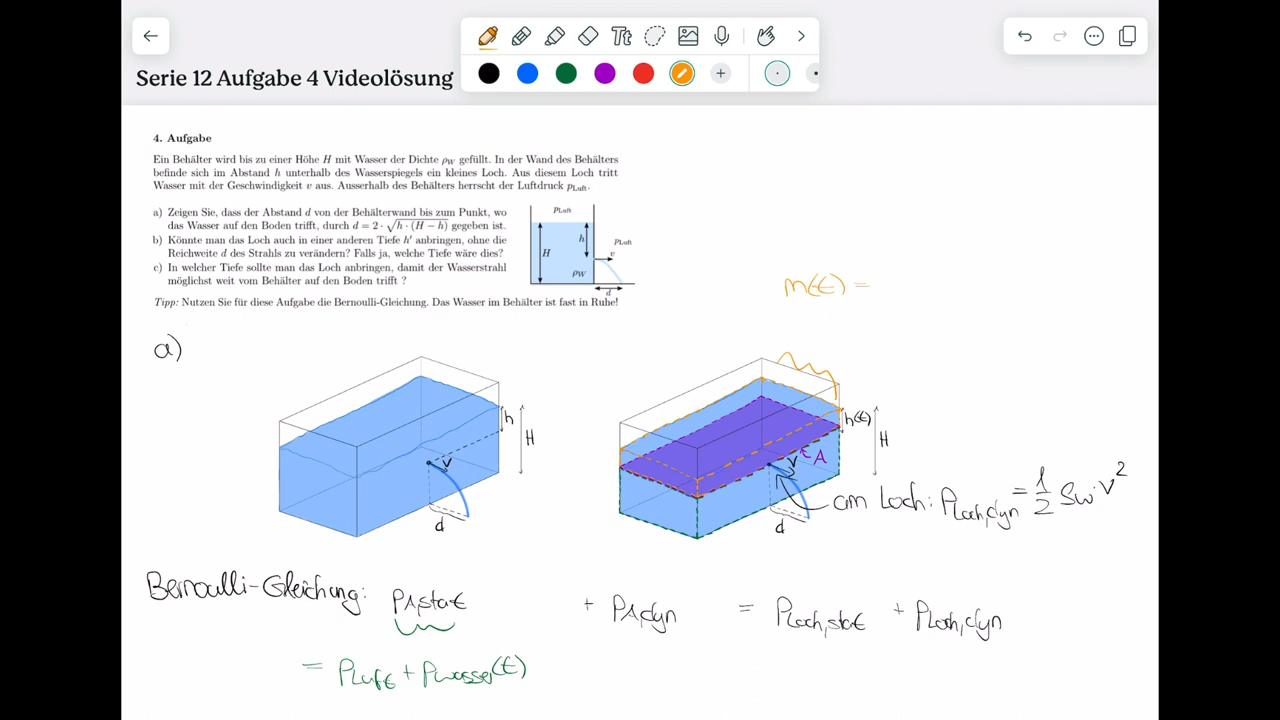 Serie 12 Aufgabe 4 Videolösung
Tt
4. Aufgabe
Ein Behälter wird bis zu einer Höhe H mit Wasser der Dichte ρW gefüllt. In der Wand des Behälters
befinde sich im Abstand h unterhalb des Wasserspiegels ein kleines Loch. Aus diesem Loch tritt
Wasser mit der Geschwindigkeit v aus. Ausserhalb des Behälters herrscht der Luftdruck pLuft.
a) Zeigen Sie, dass der Abstand d von der Behälterwand bis zum Punkt, wo
das Wasser auf den Boden trifft, durch d = 2 · √h · (H − h) gegeben ist.
b) Könnte man das Loch auch in einer anderen Tiefe h′ anbringen, ohne die
Reichweite d des Strahls zu verändern? Falls ja, welche Tiefe wäre dies?
c) In welcher Tiefe sollte man das Loch anbringen, damit der Wasserstrahl
möglichst weit vom Behälter auf den Boden trifft ?
Tipp: Nutzen Sie für diese Aufgabe die Bernoulli-Gleichung. Das Wasser im Behälter ist fast in Ruhe!
pLuft
h
pLuft
H
v
ρW
d
m(t) =
a)
h
H
v
d
h(t)
H
v
A
d
am Loch: pLoch,dyn = 1/2 ρw · v²
Bernoulli-Gleichung: pA,stat + pA,dyn = pLoch,stat + pLoch,dyn
= pLuft + pwasser(t)